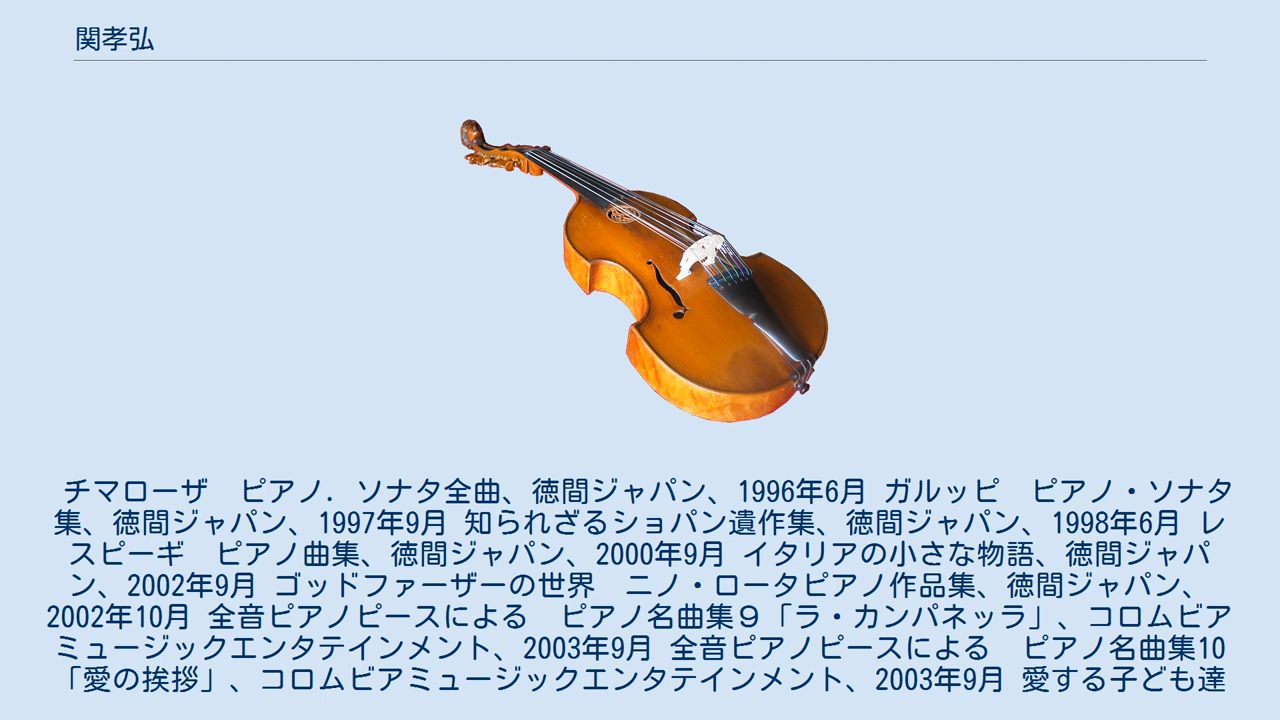 関孝弘
チマローザ　ピアノ．ソナタ全曲、徳間ジャパン、1996年6月 ガルッピ　ピアノ・ソナタ
集、徳間ジャパン、1997年9月 知られざるショパン遺作集、徳間ジャパン、1998年6月 レ
スピーギ　ピアノ曲集、徳間ジャパン、2000年9月 イタリアの小さな物語、徳間ジャパ
ン、2002年9月 ゴッドファーザーの世界　ニノ・ロータピアノ作品集、徳間ジャパン、
2002年10月 全音ピアノピースによる　ピアノ名曲集９「ラ・カンパネッラ」、コロムビア
ミュージックエンタテインメント、2003年9月 全音ピアノピースによる　ピアノ名曲集10
「愛の挨拶」、コロムビアミュージックエンタテインメント、2003年9月 愛する子ども達